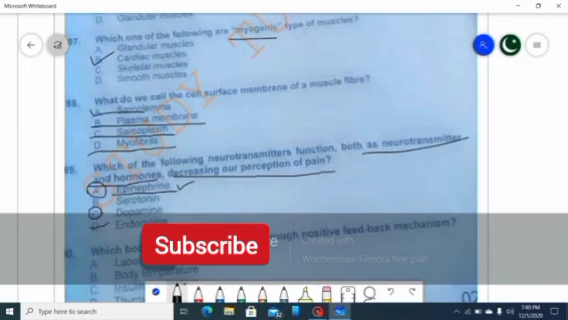 Microsoft Whiteboard
D. Glandular muscles
87. Which one of the following are "myogenic" type of muscles?
A. Glandular muscles
B. Cardiac muscles
C. Skeletal muscles
D. Smooth muscles
88. What do we call the cell surface membrane of a muscle fibre?
A. Sarcolemma
B. Plasma membrane
C. Sarcoplasm
D. Myofibrils
89. Which of the following neurotransmitters function, both as neurotransmitter
and hormones, decreasing our perception of pain?
A. Epinephrine
B. Serotonin
Dopamine
Subscribe
Created with
Wondershare Filmora free plan
rough positive feed-back mechanism?
Which
A. Labo
B. Body temperature
C. Insulin
D.
Type here to search
7:40 PM
12/1/2020